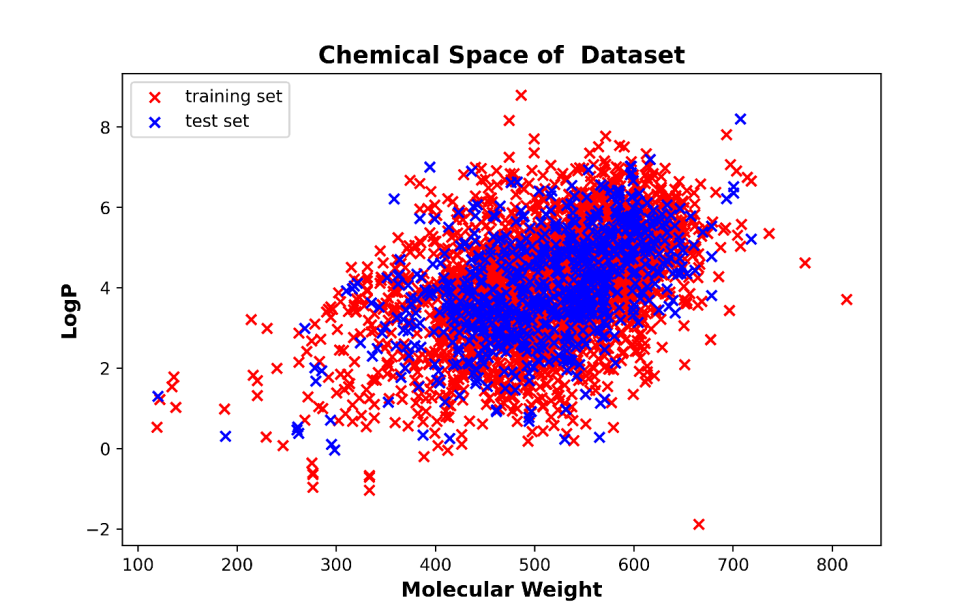 Chemical Space of  Dataset
training set
test set
8
6
4
2
0
−2
LogP
100 200 300 400 500 600 700 800
Molecular Weight